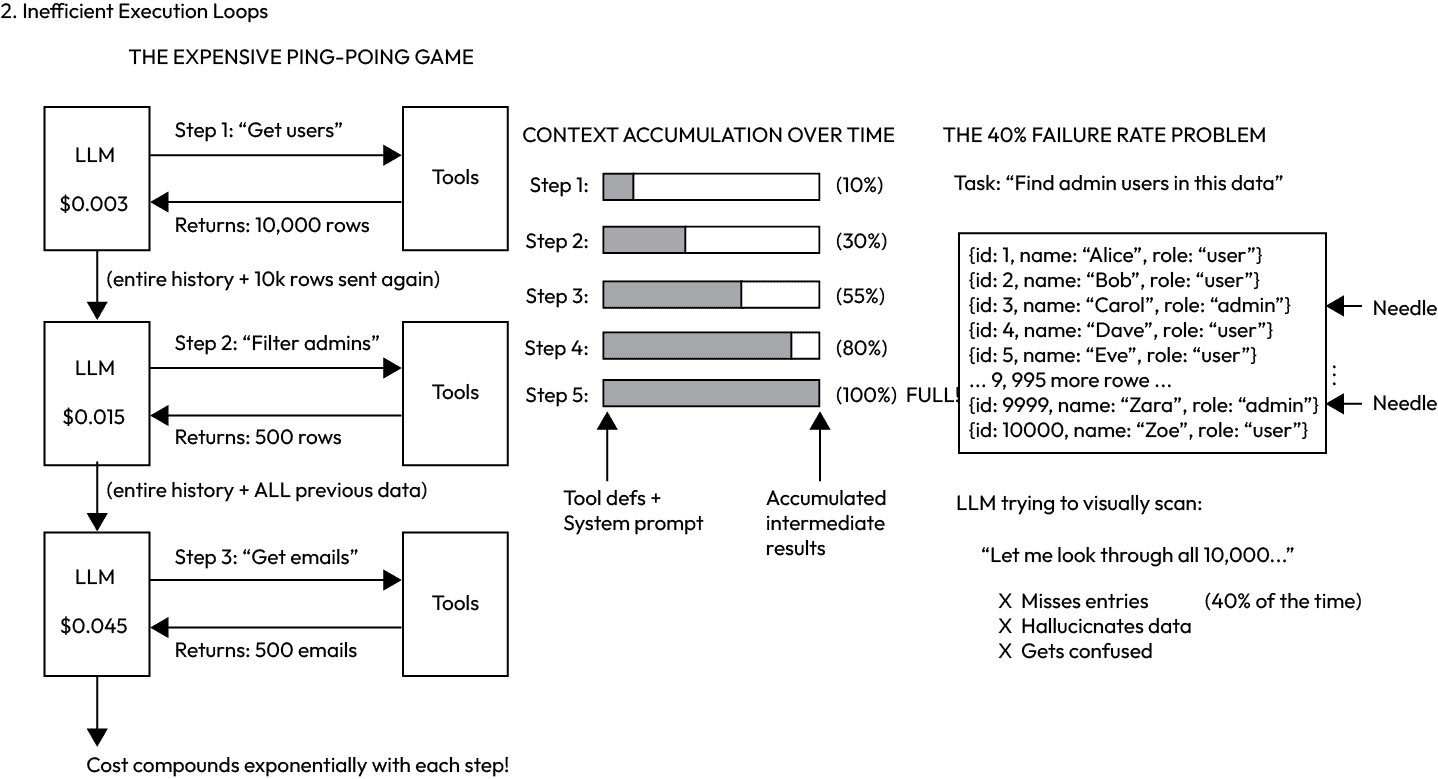 2. Inefficient Execution Loops
THE EXPENSIVE PING-POING GAME
LLM
$0.003
Step 1: “Get users”
Returns: 10,000 rows
Tools
(entire history + 10k rows sent again)
LLM
$0.015
Step 2: “Filter admins”
Returns: 500 rows
Tools
(entire history + ALL previous data)
LLM
$0.045
Step 3: “Get emails”
Returns: 500 emails
Tools
Cost compounds exponentially with each step!
CONTEXT ACCUMULATION OVER TIME
Step 1: (10%)
Step 2: (30%)
Step 3: (55%)
Step 4: (80%)
Step 5: (100%) FULL!
Tool defs +
System prompt
Accumulated
intermediate
results
THE 40% FAILURE RATE PROBLEM
Task: “Find admin users in this data”
{id: 1, name: “Alice”, role: “user”}
{id: 2, name: “Bob”, role: “user”}
{id: 3, name: “Carol”, role: “admin”}
Needle
{id: 4, name: “Dave”, role: “user”}
{id: 5, name: “Eve”, role: “user”}
... 9, 995 more rowe ...
{id: 9999, name: “Zara”, role: “admin”}
Needle
{id: 10000, name: “Zoe”, role: “user”}
LLM trying to visually scan:
“Let me look through all 10,000...”
X Misses entries (40% of the time)
X Hallucicnates data
X Gets confused